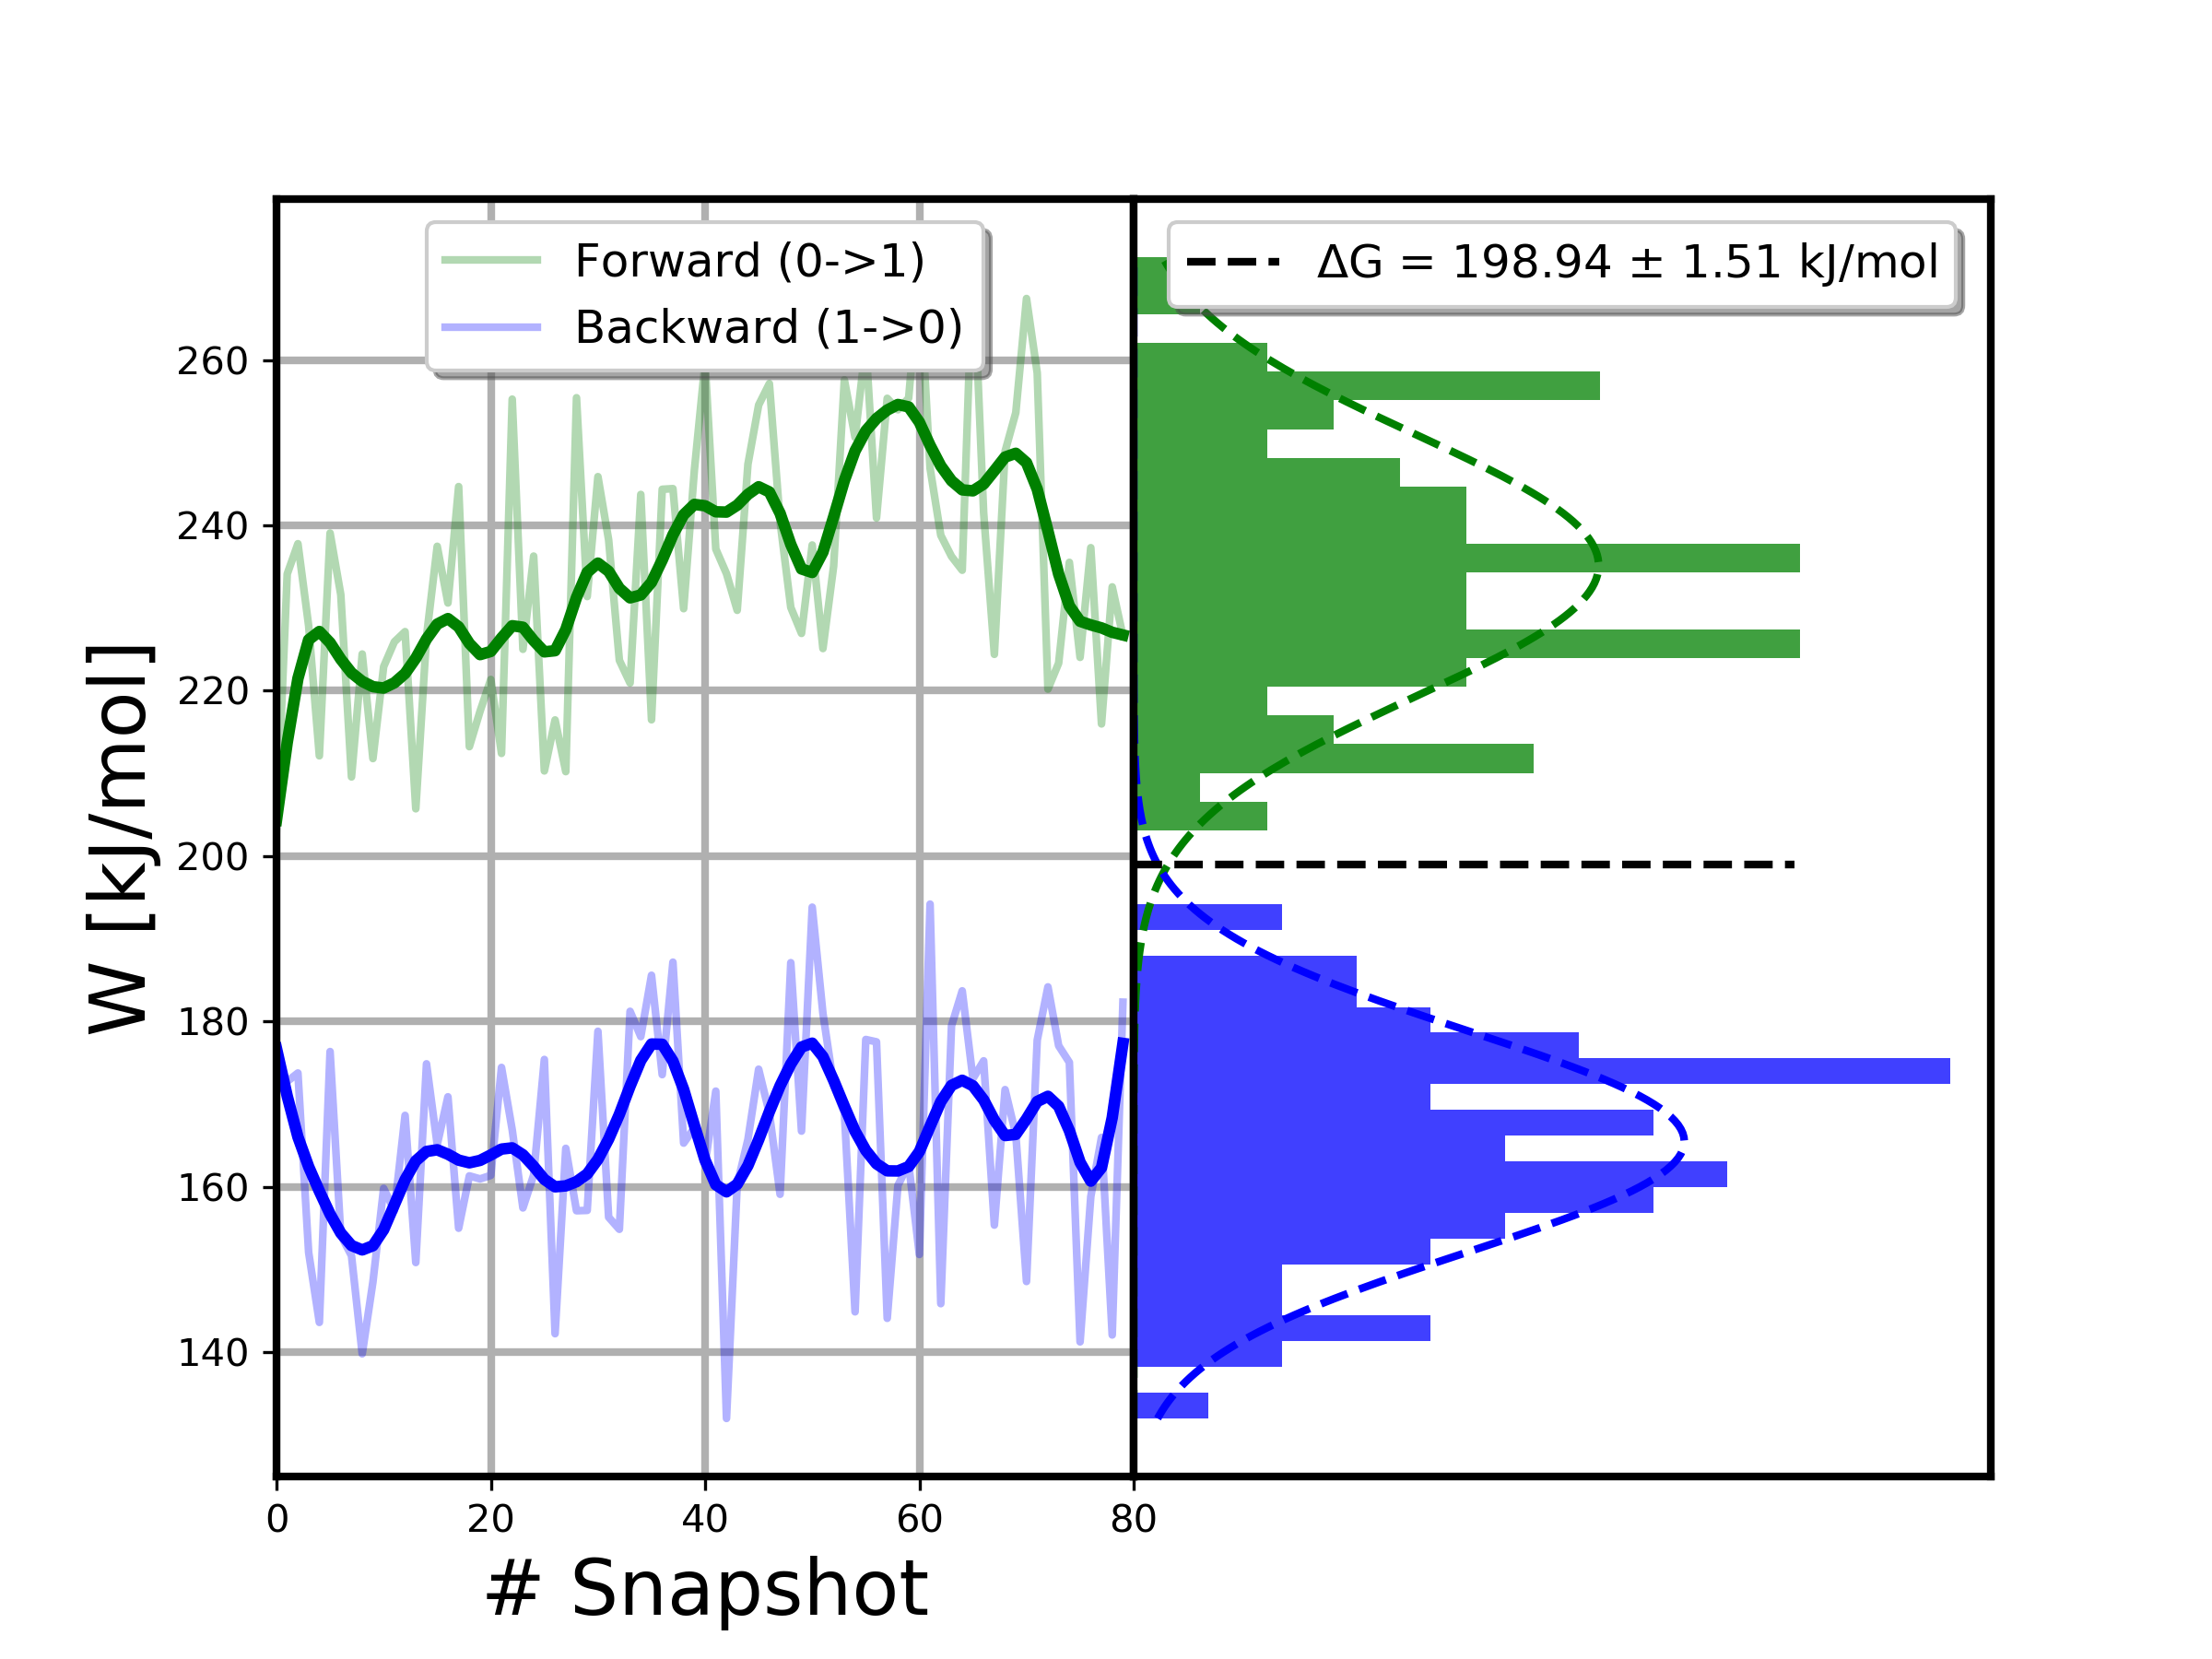 Forward (0->1)
Backward (1->0)
ΔG = 198.94 ± 1.51 kJ/mol
W [kJ/mol]
260
240
220
200
180
160
140
0 20 40 60 80
# Snapshot